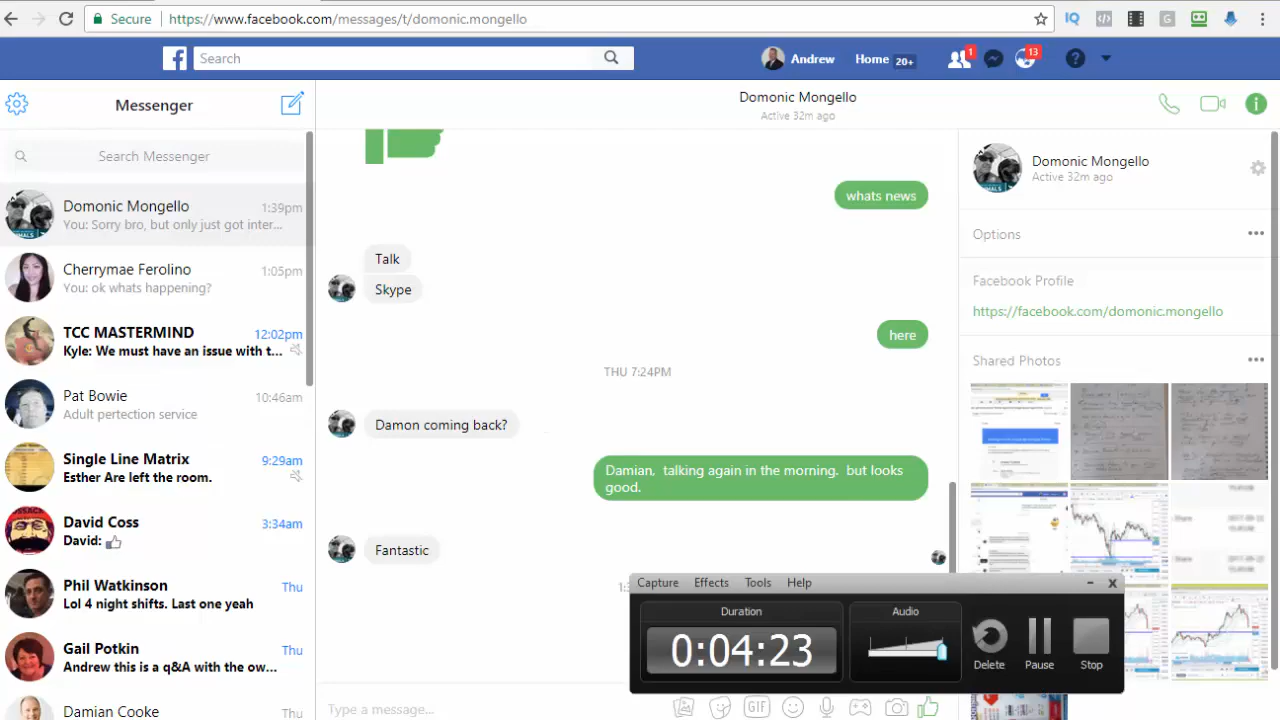 Secure
https://www.facebook.com/messages/t/domonic.mongello
Search
Andrew
Home 20+
1
13
Messenger
Search Messenger
Domonic Mongello 1:39pm
You: Sorry bro, but only just got inter...
Cherrymae Ferolino 1:05pm
You: ok whats happening?
TCC MASTERMIND 12:02pm
Kyle: We must have an issue with t...
Pat Bowie 10:46am
Adult pertection service
Single Line Matrix 9:29am
Esther Are left the room.
David Coss 3:34am
David:
Phil Watkinson Thu
Lol 4 night shifts. Last one yeah
Gail Potkin Thu
Andrew this is a q&A with the ow...
Damian Cooke Thu
Domonic Mongello
Active 32m ago
whats news
Talk
Skype
here
THU 7:24PM
Damon coming back?
Damian, talking again in the morning. but looks
good.
Fantastic
Type a message...
GIF
Domonic Mongello
Active 32m ago
Options
Facebook Profile
https://facebook.com/domonic.mongello
Shared Photos
Capture Effects Tools Help
Duration
0:04:23
Audio
Delete
Pause
Stop